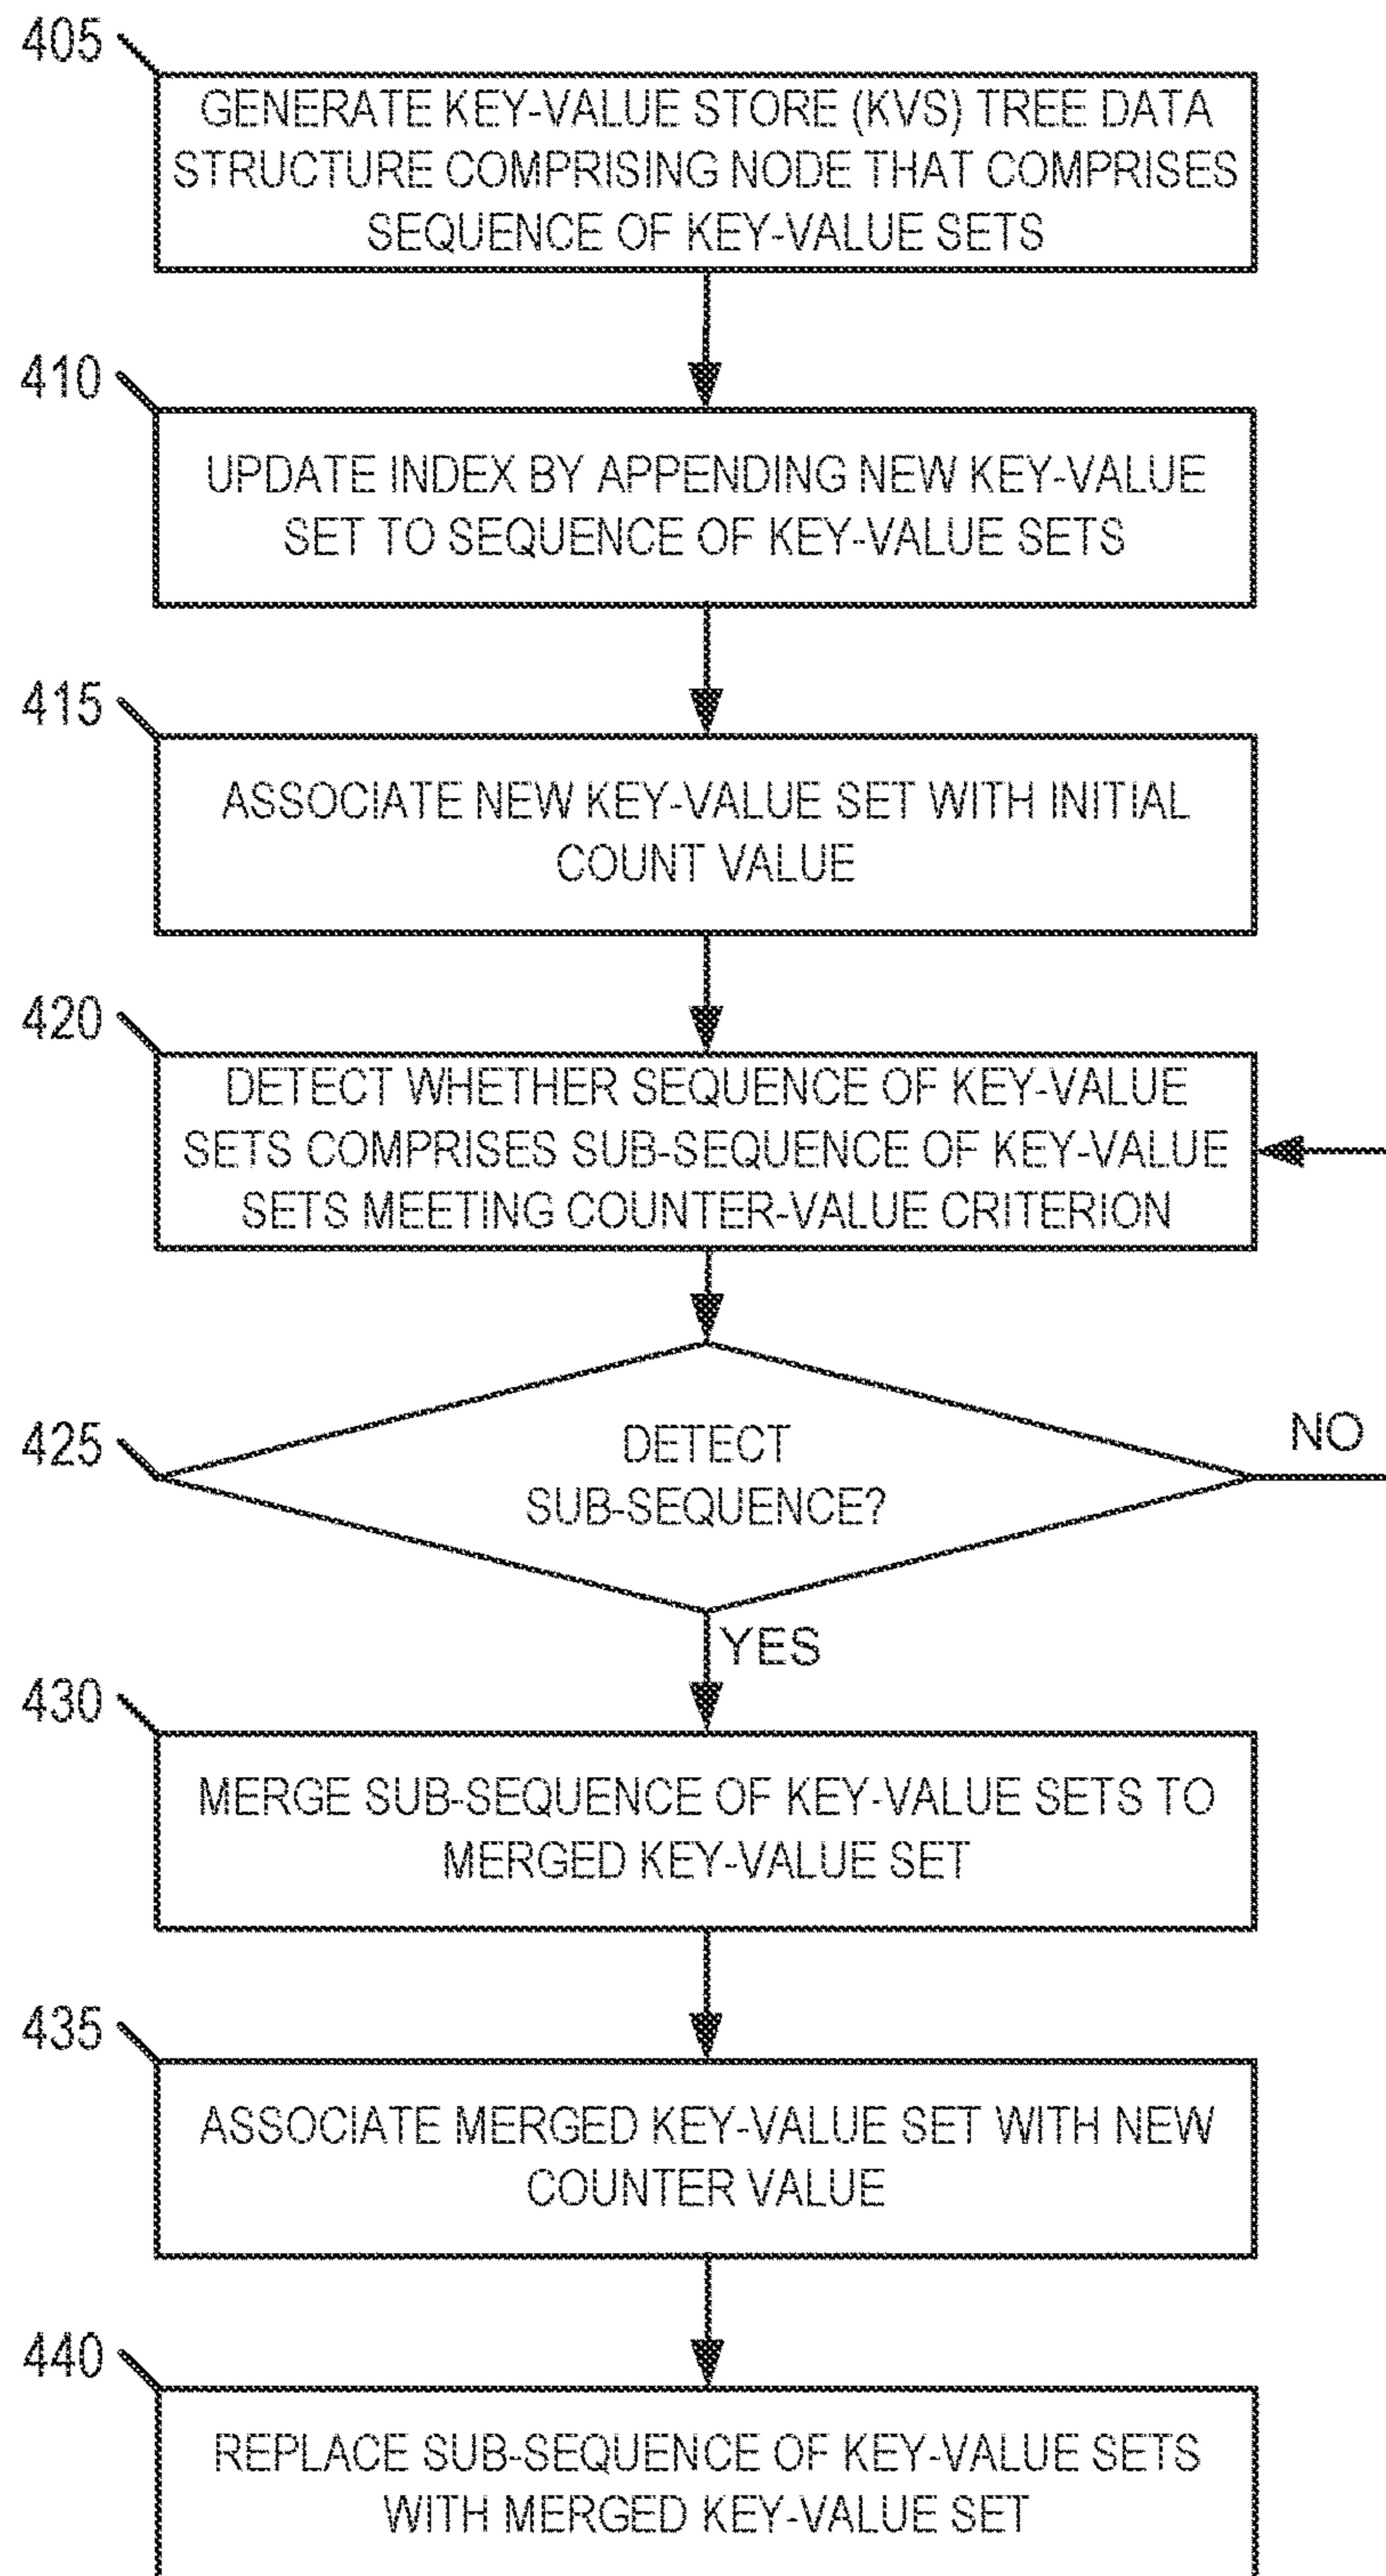 405
GENERATE KEY-VALUE STORE (KVS) TREE DATA
STRUCTURE COMPRISING NODE THAT COMPRISES
SEQUENCE OF KEY-VALUE SETS
410
UPDATE INDEX BY APPENDING NEW KEY-VALUE
SET TO SEQUENCE OF KEY-VALUE SETS
415
ASSOCIATE NEW KEY-VALUE SET WITH INITIAL
COUNT VALUE
420
DETECT WHETHER SEQUENCE OF KEY-VALUE
SETS COMPRISES SUB-SEQUENCE OF KEY-VALUE
SETS MEETING COUNTER-VALUE CRITERION
425
DETECT
SUB-SEQUENCE?
NO
YES
430
MERGE SUB-SEQUENCE OF KEY-VALUE SETS TO
MERGED KEY-VALUE SET
435
ASSOCIATE MERGED KEY-VALUE SET WITH NEW
COUNTER VALUE
440
REPLACE SUB-SEQUENCE OF KEY-VALUE SETS
WITH MERGED KEY-VALUE SET